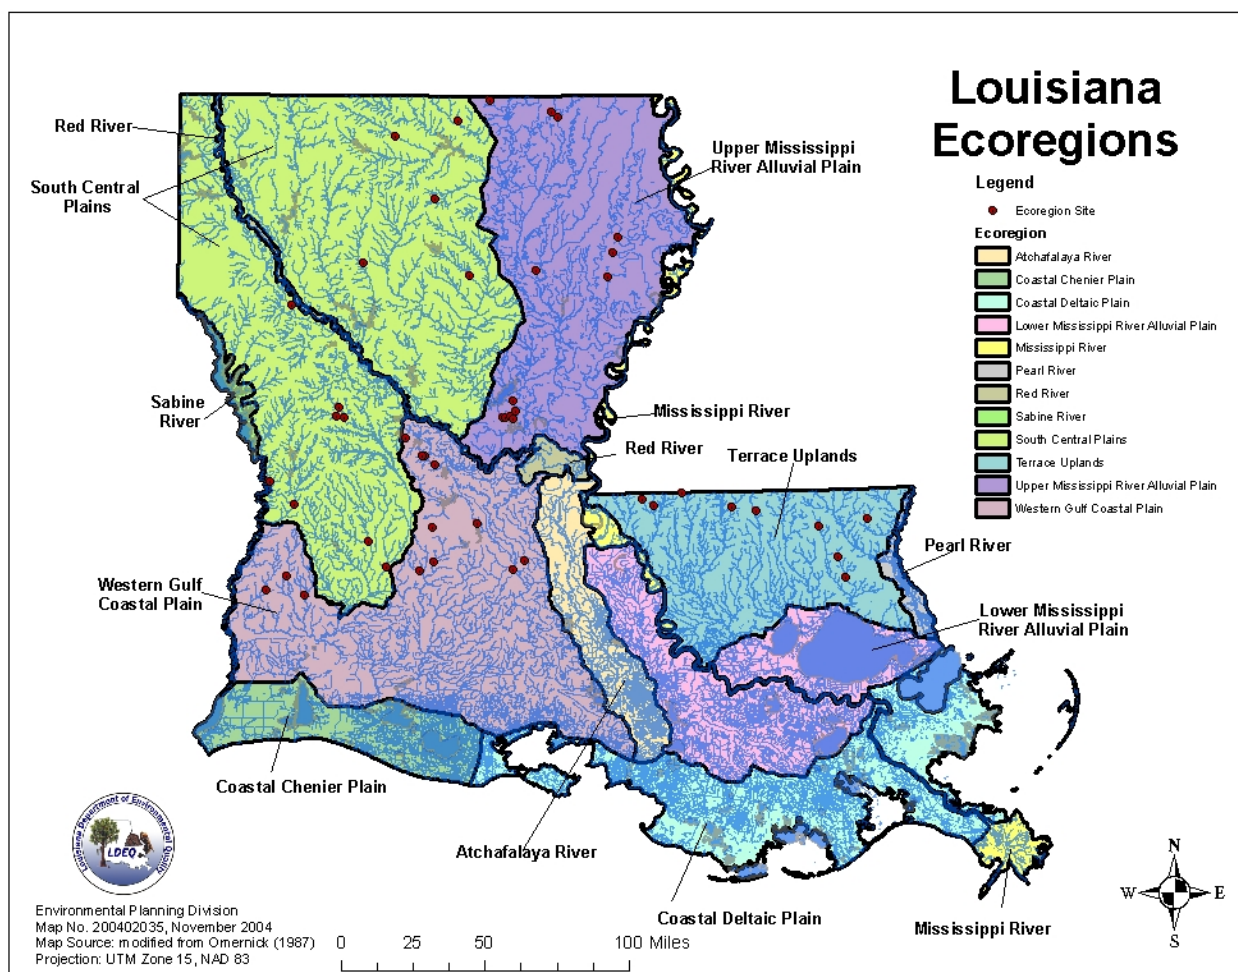 Louisiana
Ecoregions
Legend
Ecoregion Site
Ecoregion
Atchafalaya River
Coastal Chenier Plain
Coastal Deltaic Plain
Lower Mississippi River Alluvial Plain
Mississippi River
Pearl River
Red River
Sabine River
South Central Plains
Terrace Uplands
Upper Mississippi River Alluvial Plain
Western Gulf Coastal Plain
Red River
South Central
Plains
Upper Mississippi
River Alluvial Plain
Sabine
River
Mississippi River
Red River
Terrace Uplands
Pearl River
Western Gulf
Coastal Plain
Lower Mississippi
River Alluvial Plain
Coastal Chenier Plain
Atchafalaya River
Coastal Deltaic Plain
Mississippi River
Louisiana Department of Environmental Quality
LDEQ
N
W E
S
Environmental Planning Division
Map No. 200402035, November 2004
Map Source: modified from Omernick (1987)
Projection: UTM Zone 15, NAD 83
0 25 50 100 Miles